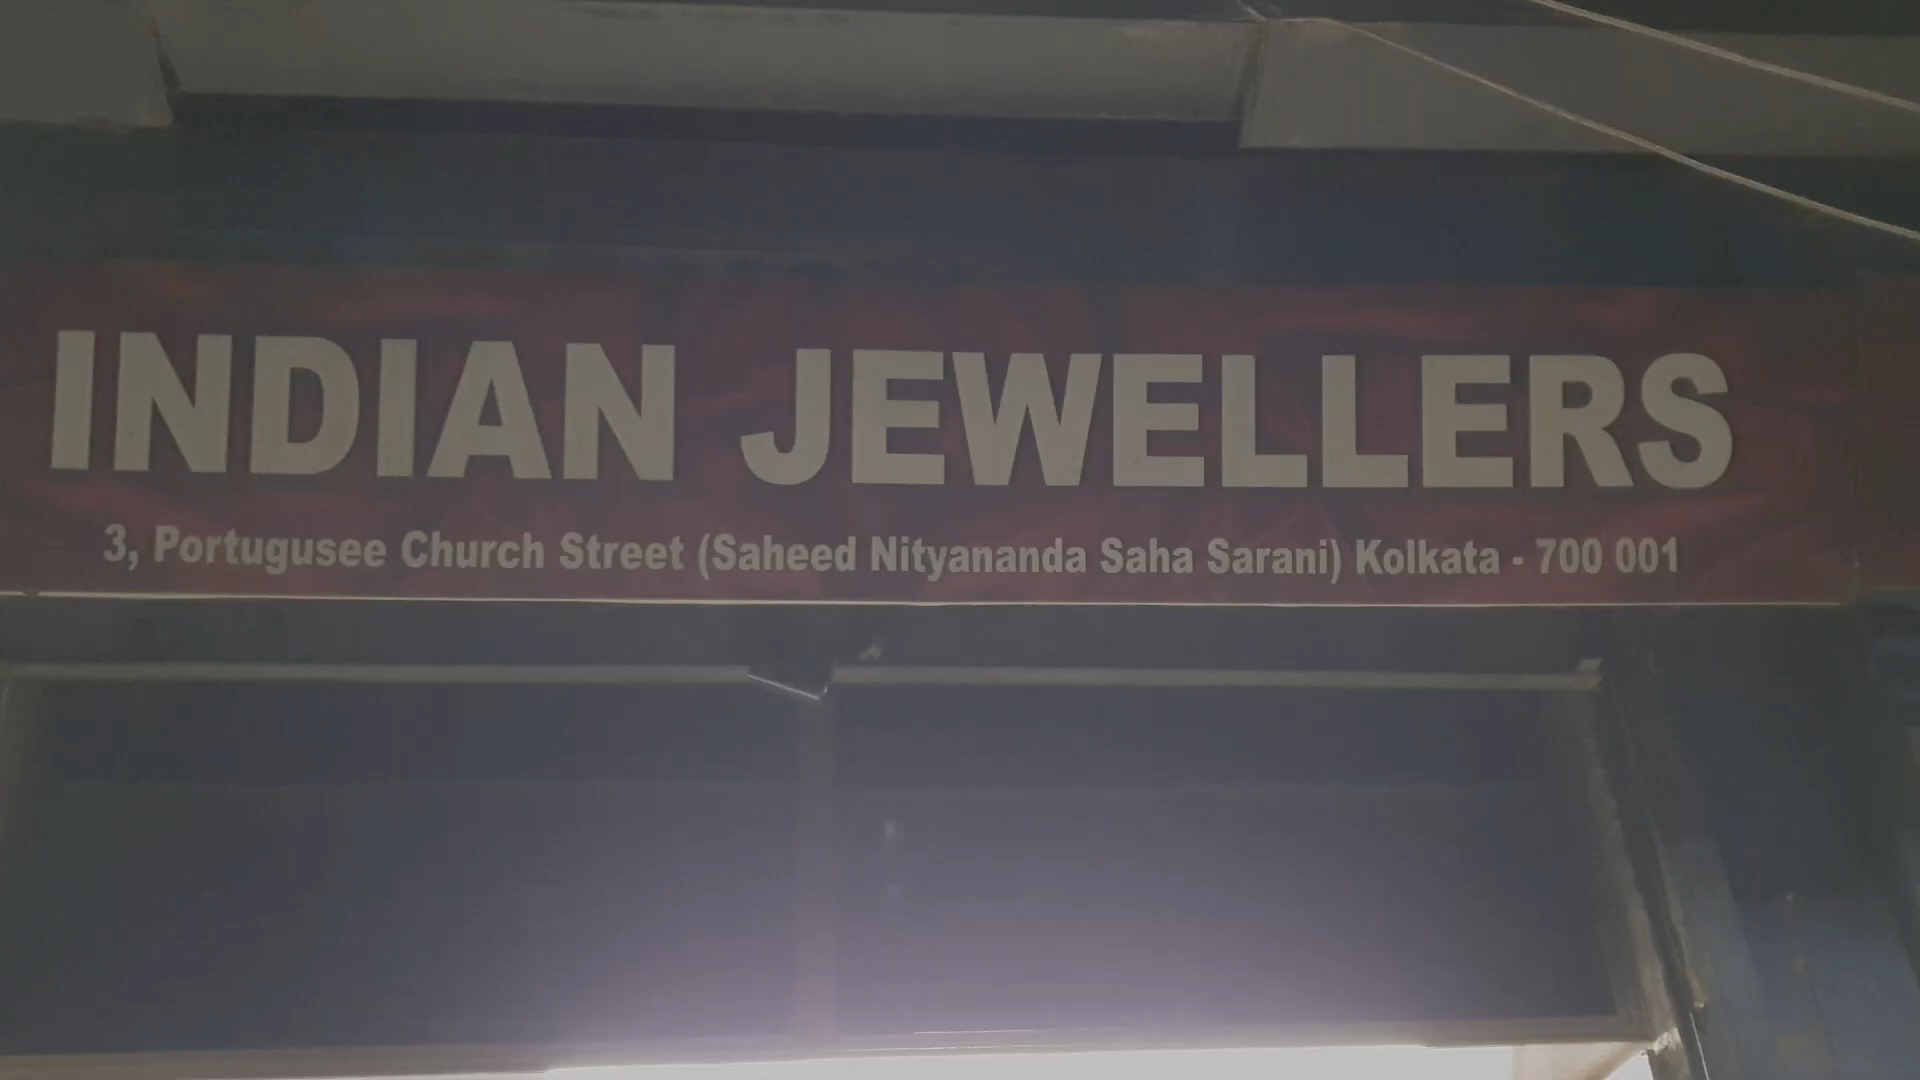 INDIAN JEWELLERS
3, Portugusee Church Street (Saheed Nityananda Saha Sarani) Kolkata - 700 001